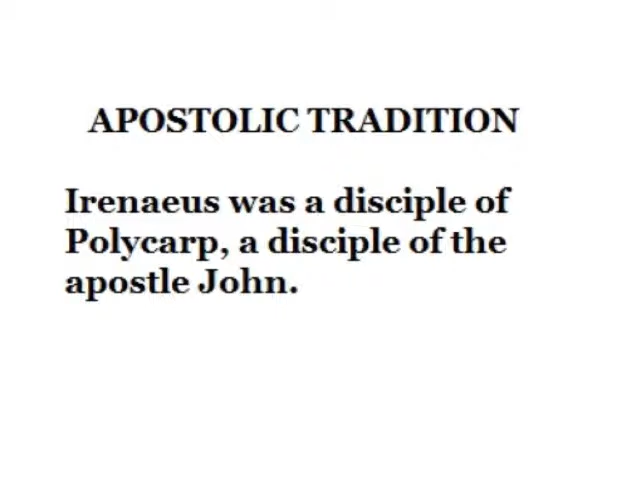 APOSTOLIC TRADITION
Irenaeus was a disciple of
Polycarp, a disciple of the
apostle John.